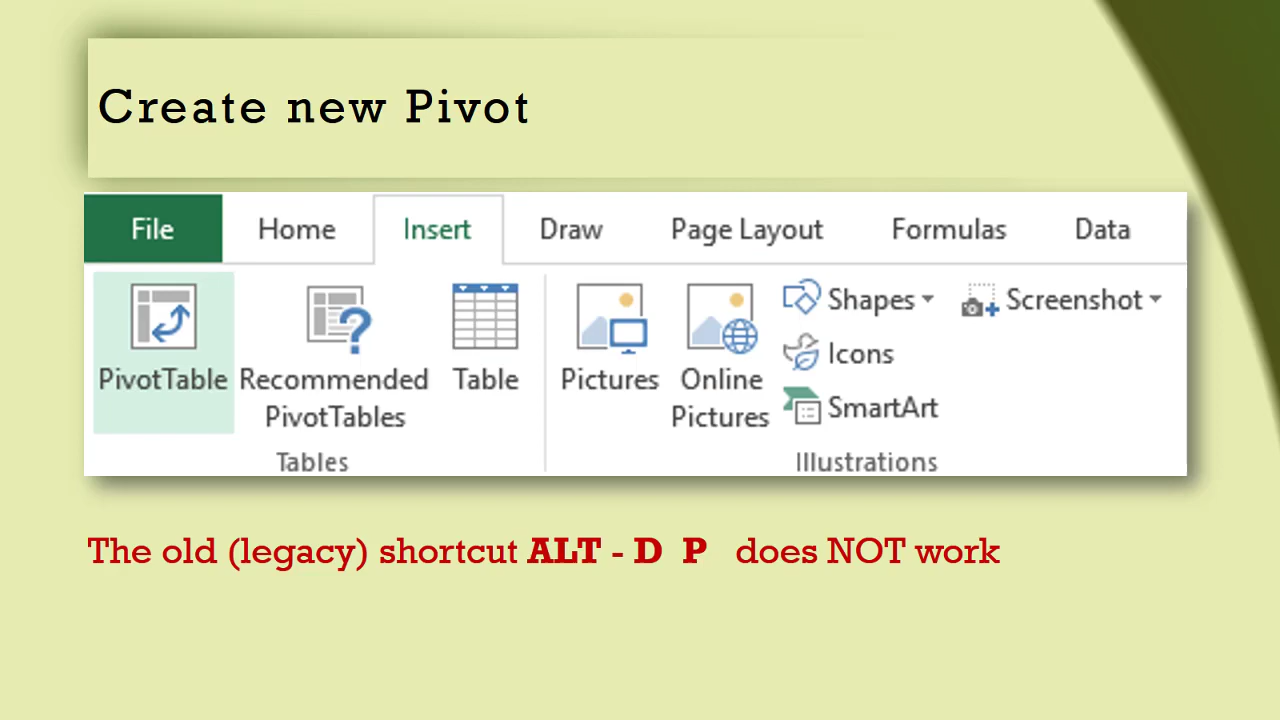 Create new Pivot
File Home Insert Draw Page Layout Formulas Data
PivotTable
Recommended
PivotTables
Table
Tables
Pictures
Online
Pictures
Shapes
Icons
SmartArt
Screenshot
Illustrations
The old (legacy) shortcut ALT - D P does NOT work